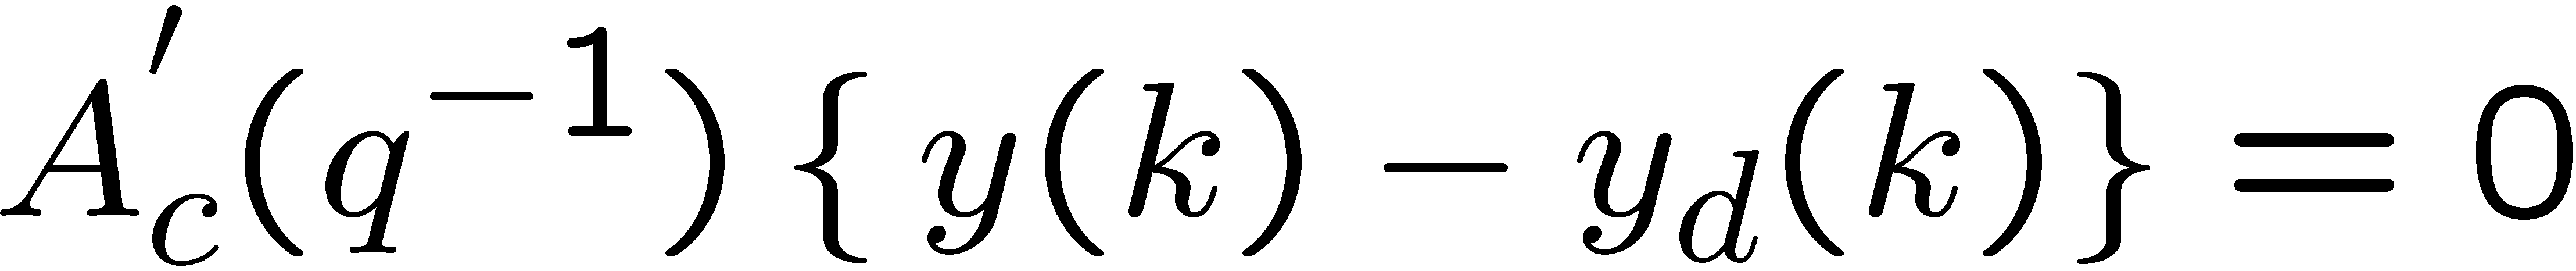 A_c^{'}(q^{-1})\{y(k) - y_d(k)\} = 0